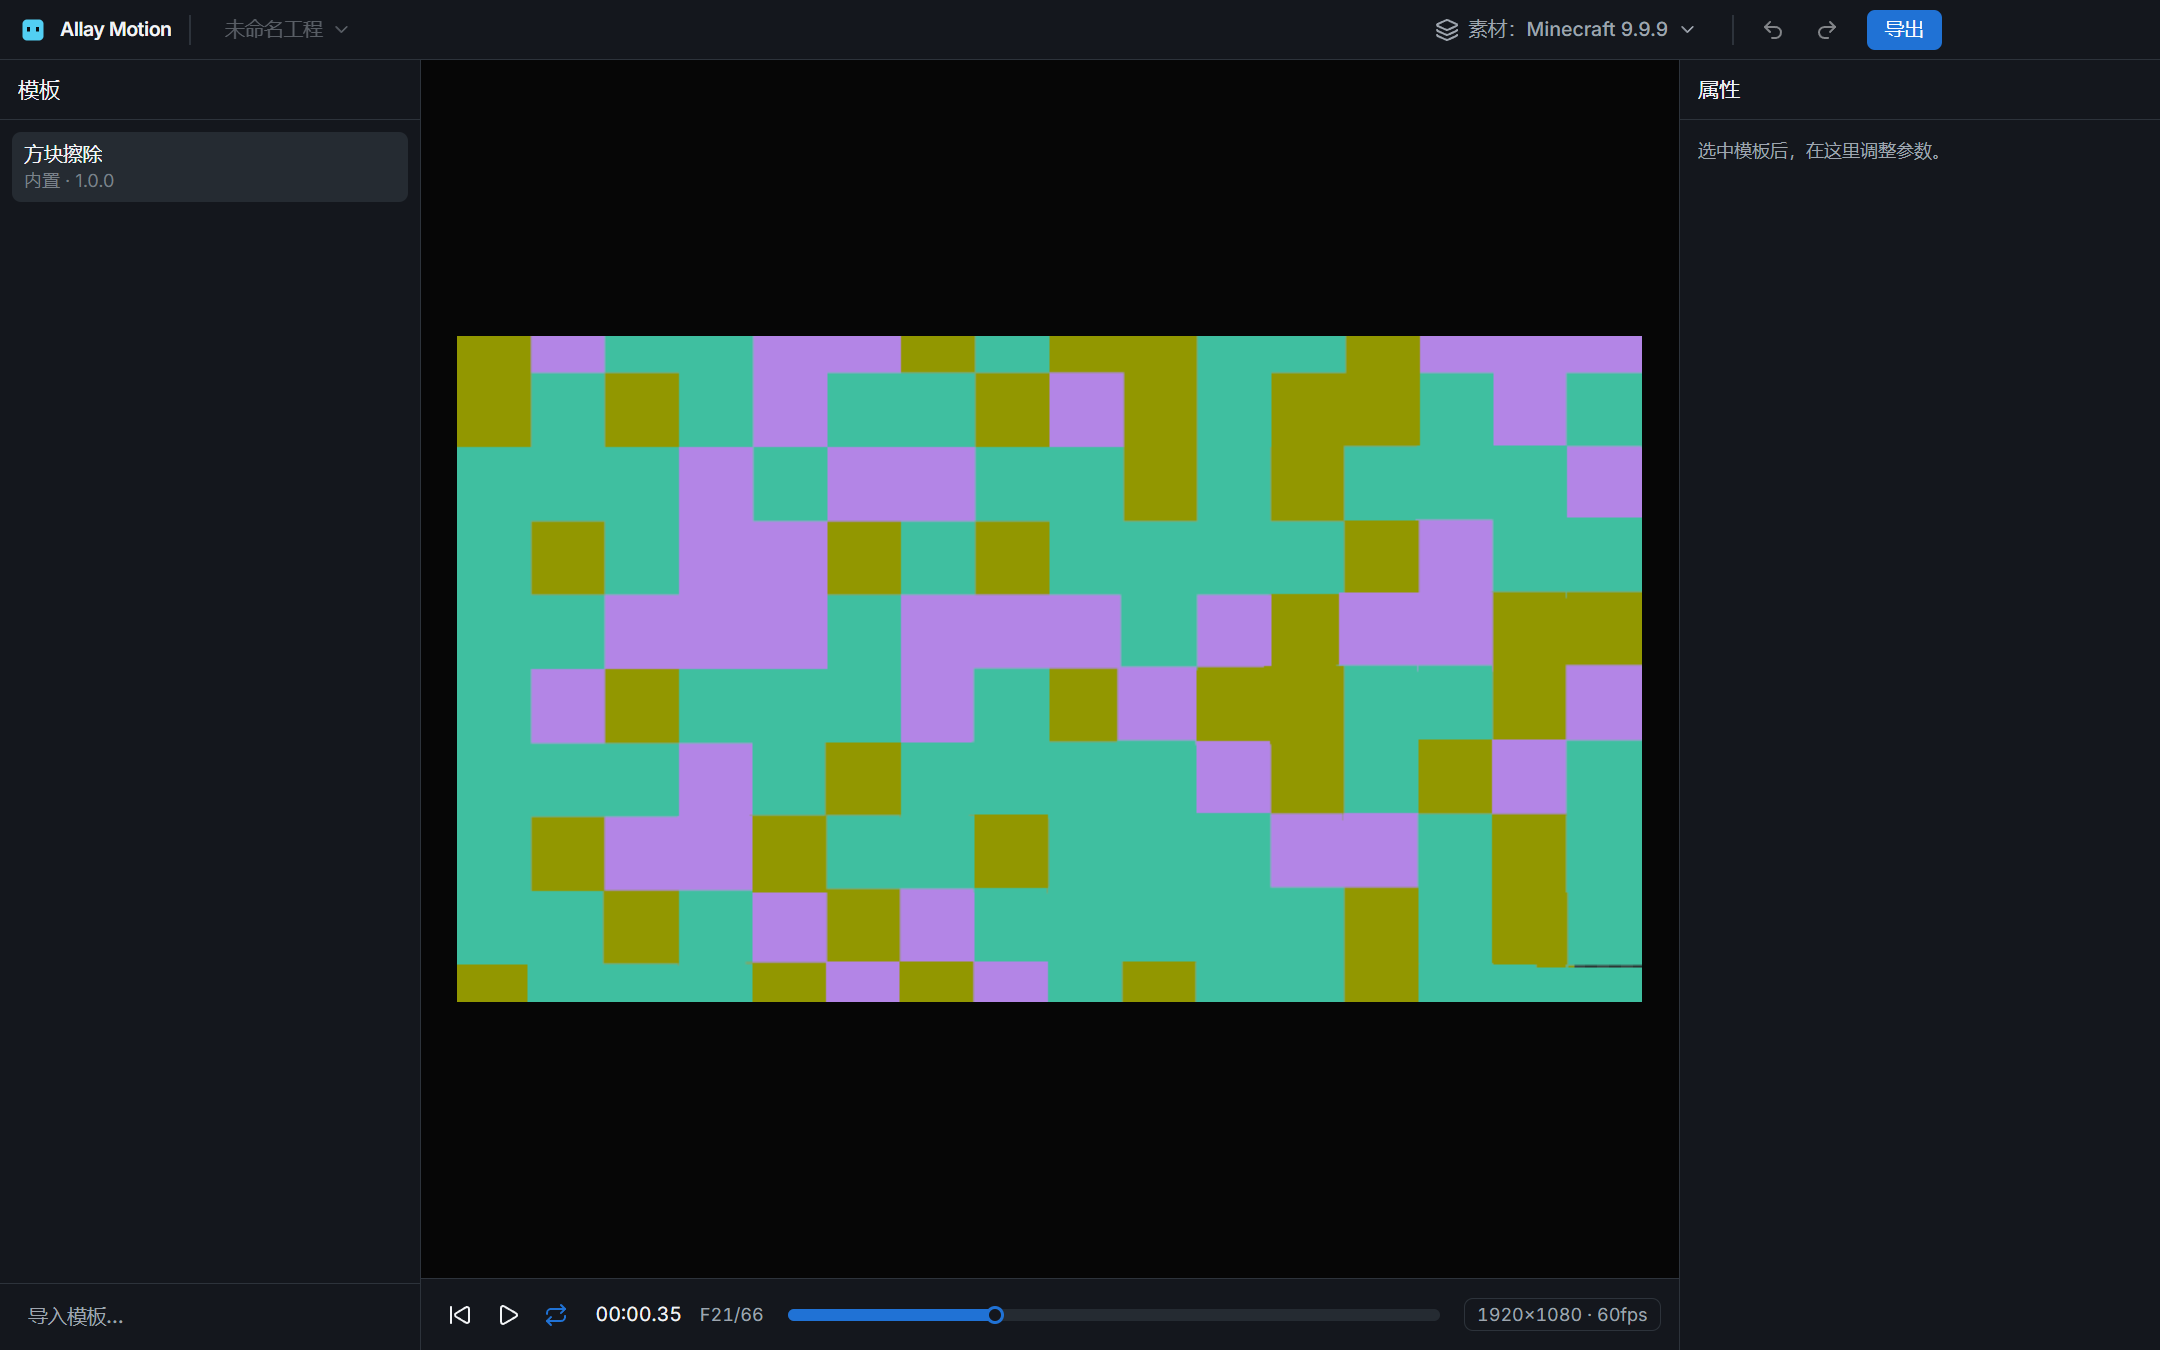 Allay Motion
未命名工程
素材：Minecraft 9.9.9
导出
模板
方块擦除
内置 · 1.0.0
属性
选中模板后，在这里调整参数。
导入模板...
00:00.35
F21/66
1920×1080 · 60fps